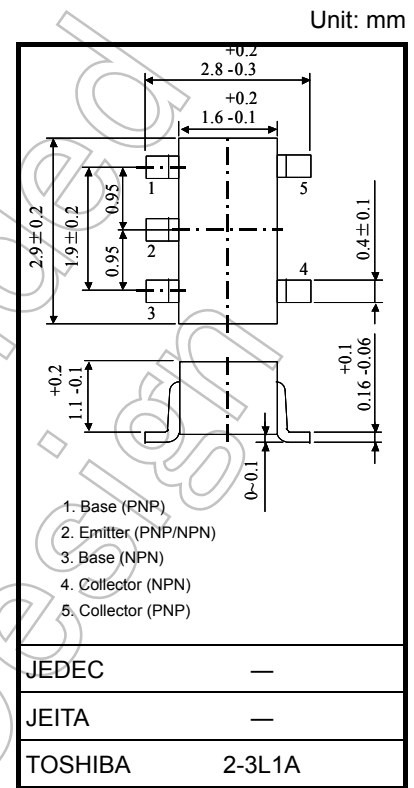 Unit: mm
+0.2
2.8 -0.3
+0.2
1.6 -0.1
1
5
2
3
4
2.9 ± 0.2
1.9 ± 0.2
0.95
0.95
0.4 ± 0.1
+0.2
1.1 -0.1
+0.1
0.16 -0.06
0~0.1
1. Base (PNP)
2. Emitter (PNP/NPN)
3. Base (NPN)
4. Collector (NPN)
5. Collector (PNP)
JEDEC —
JEITA —
TOSHIBA 2-3L1A